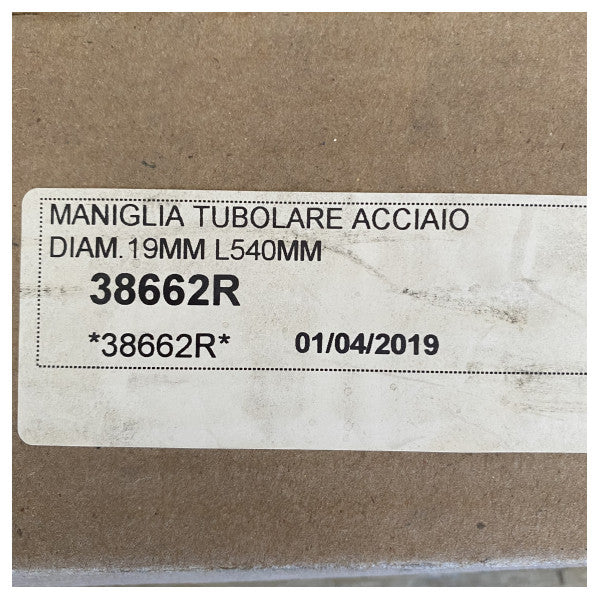 MANIGLIA TUBOLARE ACCIAIO
DIAM.19MM L540MM
38662R
*38662R* 01/04/2019